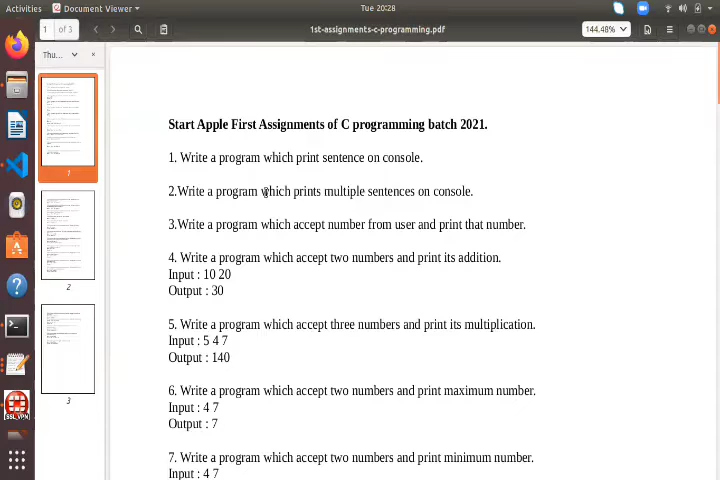 Activities Document Viewer Tue 20:28
1 of 3 1st-assignments-c-programming.pdf 144.48%
Thu...
1
2
3
[SSL VPN]
Start Apple First Assignments of C programming batch 2021.
1. Write a program which print sentence on console.
2.Write a program which prints multiple sentences on console.
3.Write a program which accept number from user and print that number.
4. Write a program which accept two numbers and print its addition.
Input : 10 20
Output : 30
5. Write a program which accept three numbers and print its multiplication.
Input : 5 4 7
Output : 140
6. Write a program which accept two numbers and print maximum number.
Input : 4 7
Output : 7
7. Write a program which accept two numbers and print minimum number.
Input : 4 7